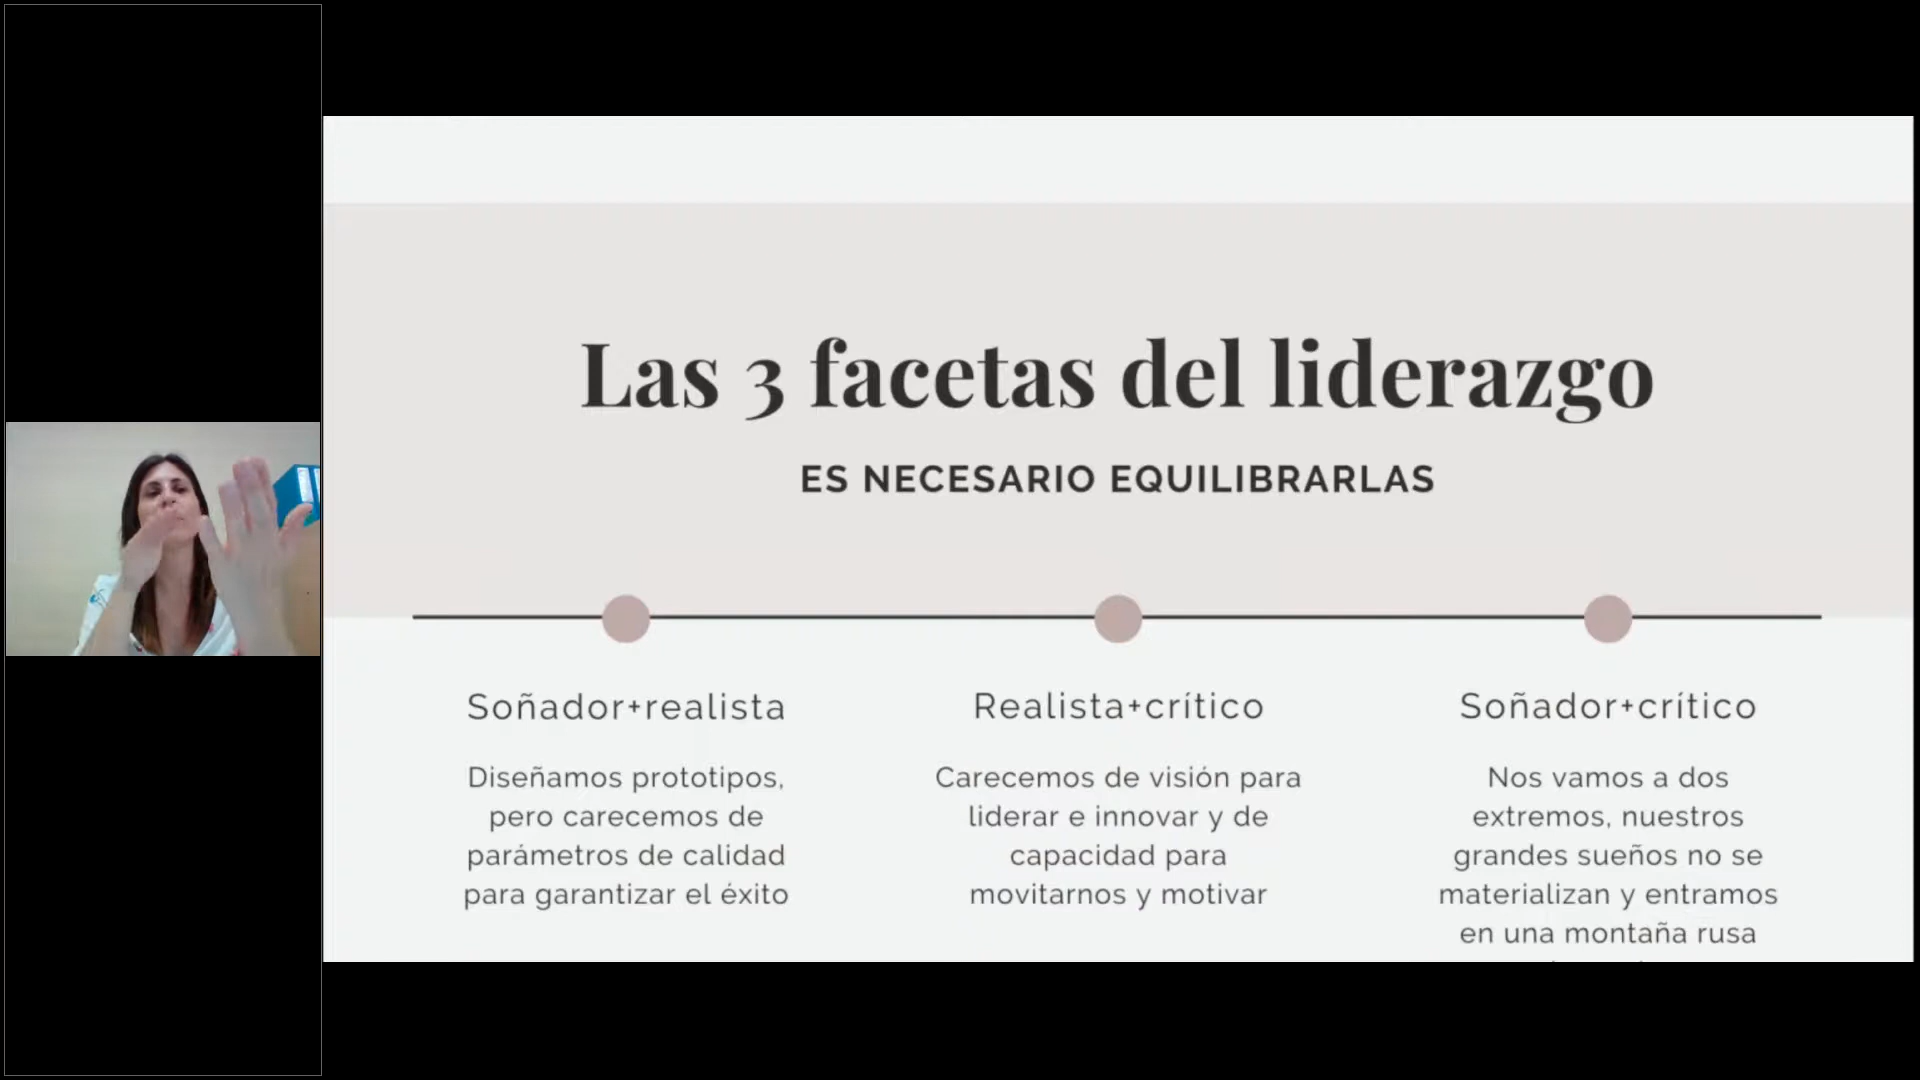 Las 3 facetas del liderazgo
ES NECESARIO EQUILIBRARLAS
Soñador+realista
Diseñamos prototipos,
pero carecemos de
parámetros de calidad
para garantizar el éxito
Realista+crítico
Carecemos de visión para
liderar e innovar y de
capacidad para
movitarnos y motivar
Soñador+crítico
Nos vamos a dos
extremos, nuestros
grandes sueños no se
materializan y entramos
en una montaña rusa